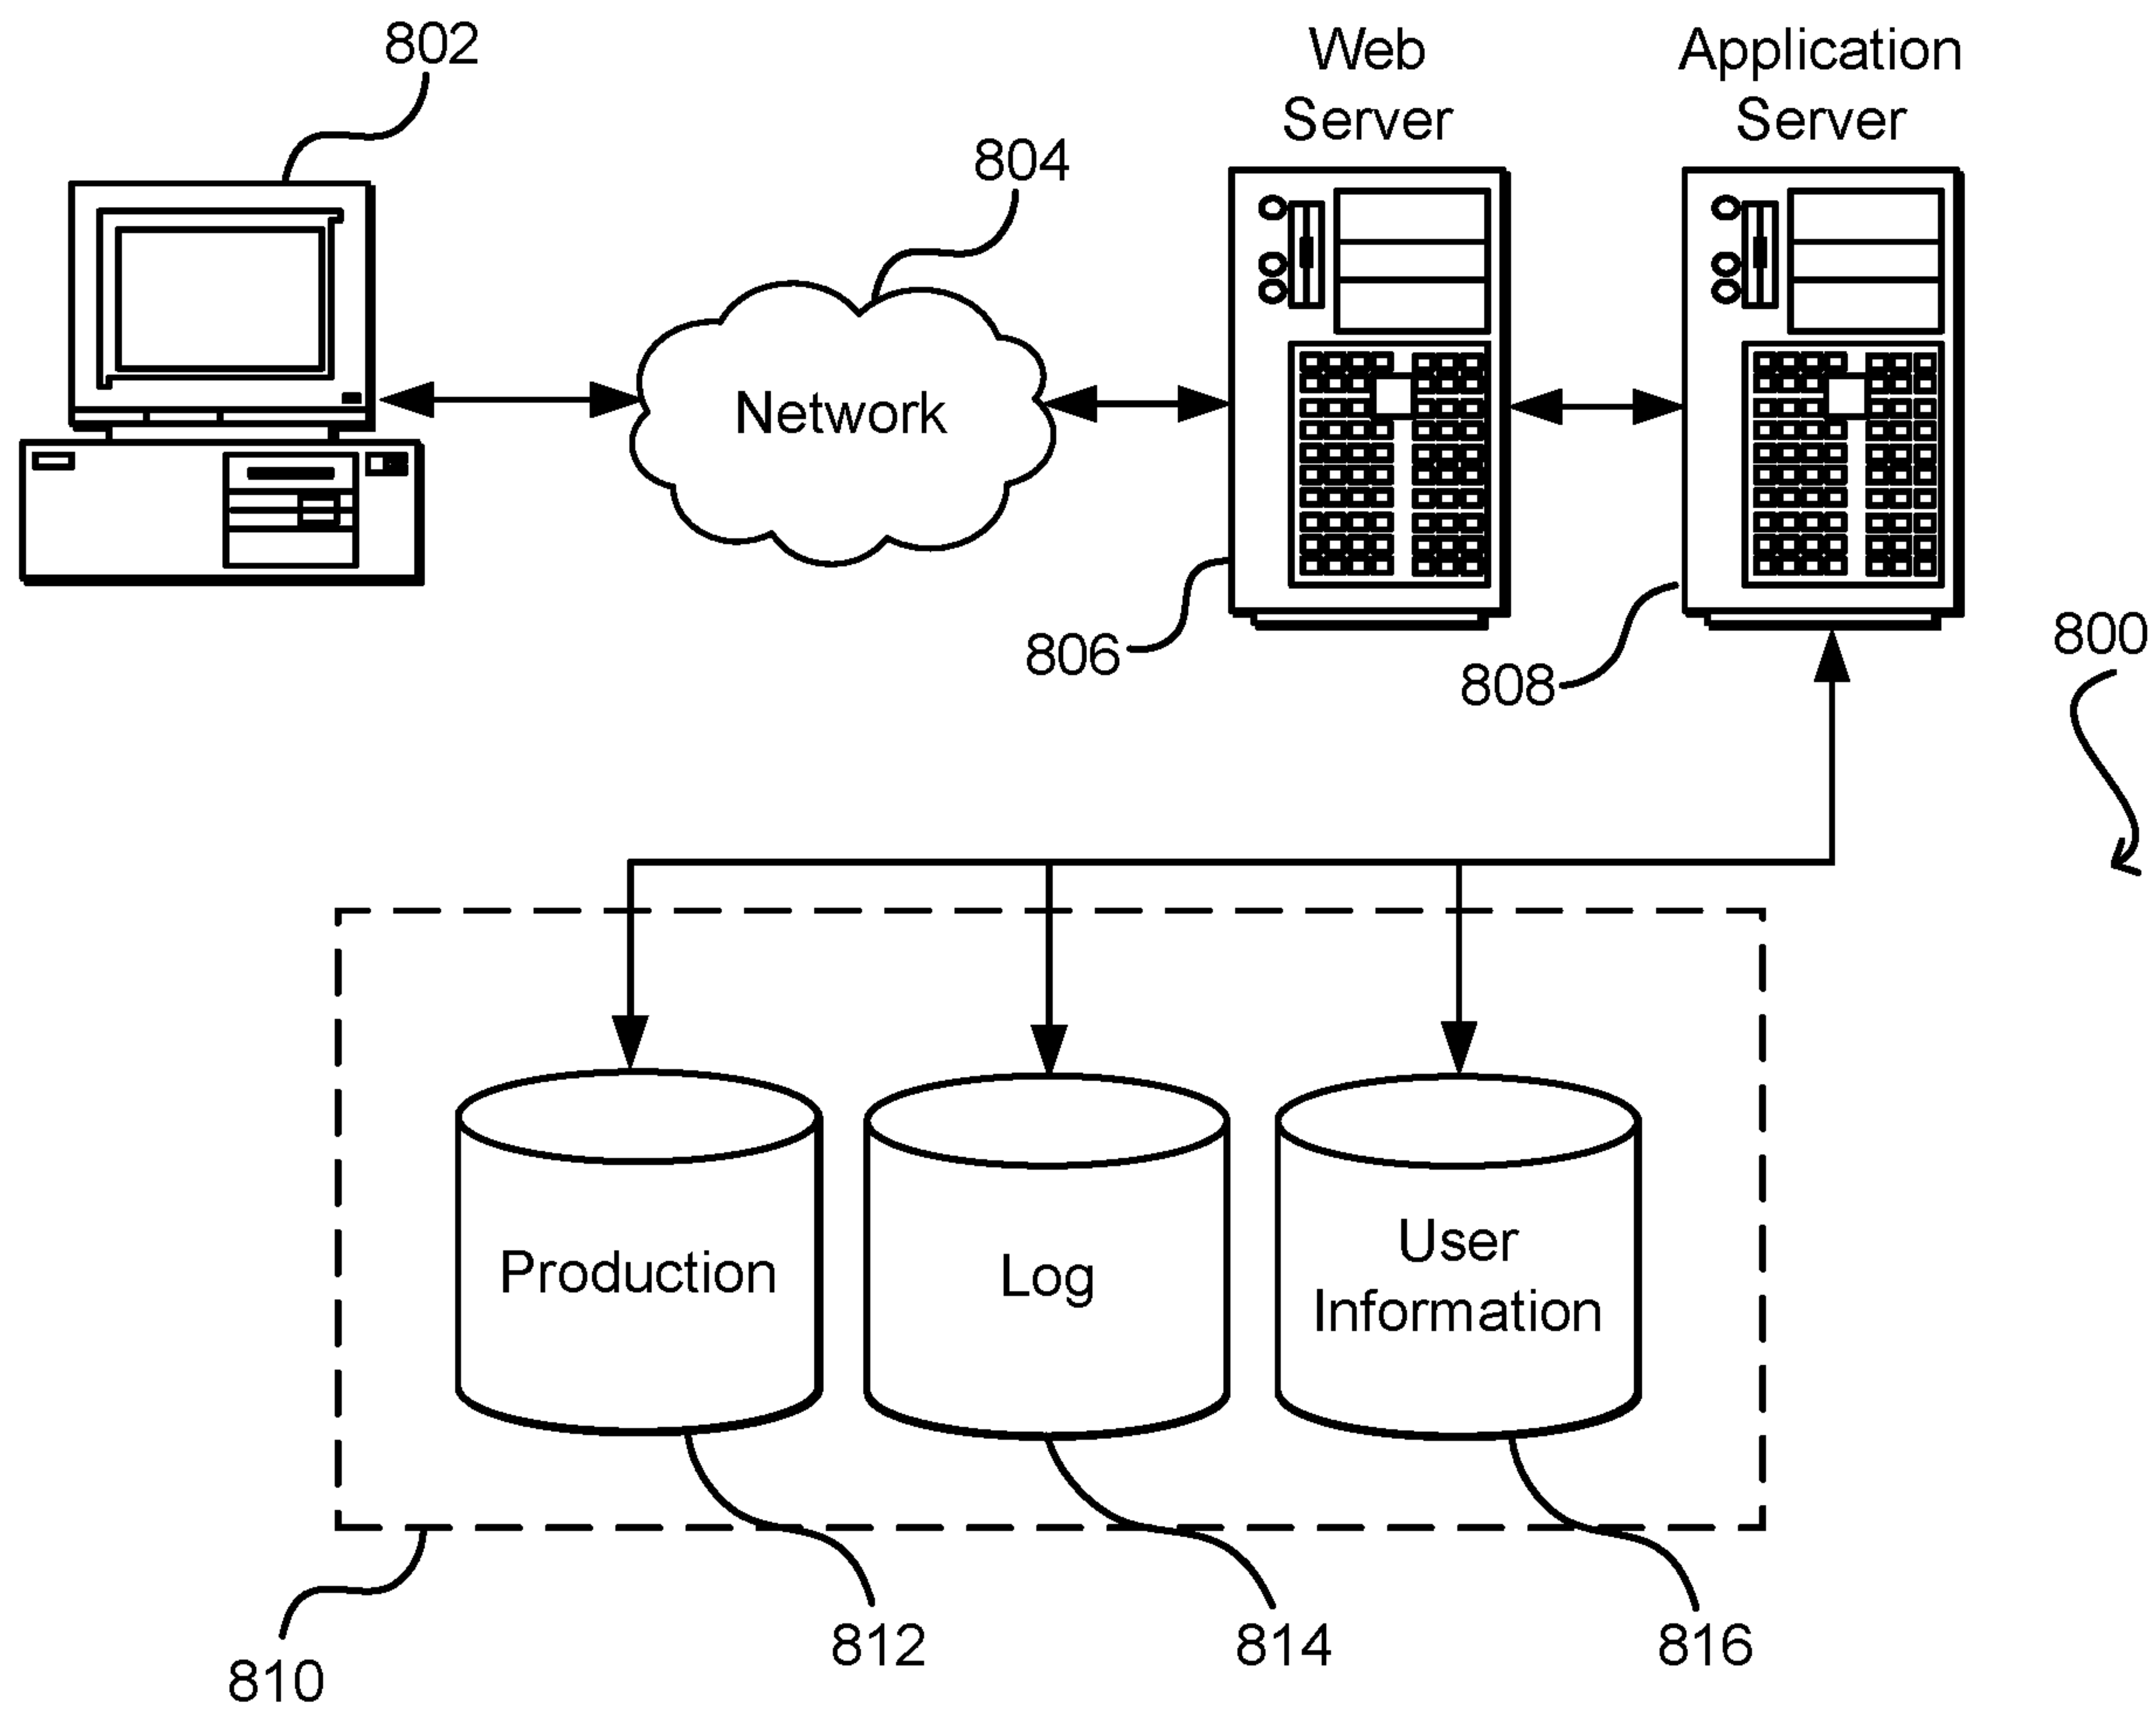 802
804
Web
Server
Application
Server
Network
806
808
800
Production
Log
User
Information
810
812
814
816